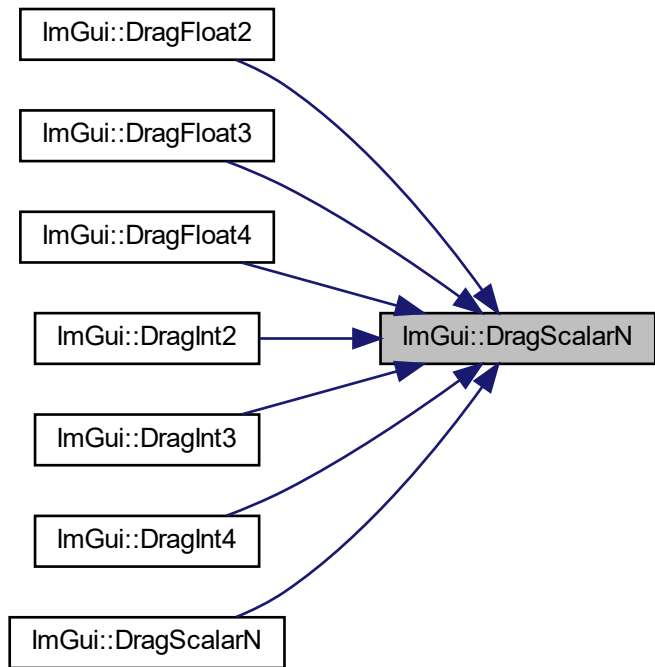 ImGui::DragFloat2
ImGui::DragFloat3
ImGui::DragFloat4
ImGui::DragInt2
ImGui::DragScalarN
ImGui::DragInt3
ImGui::DragInt4
ImGui::DragScalarN